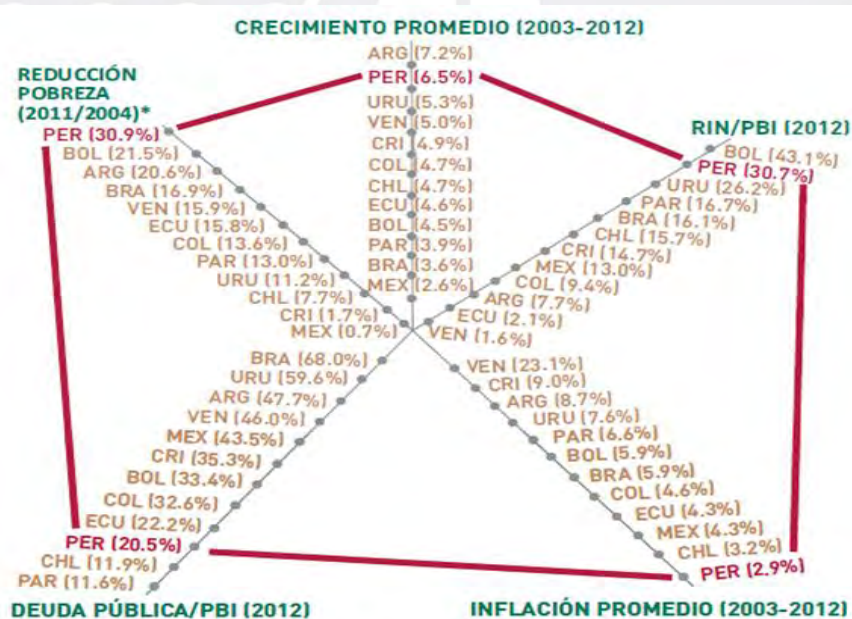 CRECIMIENTO PROMEDIO (2003-2012)
ARG (7.2%)
PER (6.5%)
URU (5.3%)
VEN (5.0%)
CRI (4.9%)
COL (4.7%)
CHL (4.7%)
ECU (4.6%)
BOL (4.5%)
PAR (3.9%)
BRA (3.6%)
MEX (2.6%)
REDUCCIÓN
POBREZA
(2011/2004)*
PER (30.9%)
BOL (21.5%)
ARG (20.6%)
BRA (16.9%)
VEN (15.9%)
ECU (15.8%)
COL (13.6%)
PAR (13.0%)
URU (11.2%)
CHL (7.7%)
CRI (1.7%)
MEX (0.7%)
RIN/PBI (2012)
BOL (43.1%)
PER (30.7%)
URU (26.2%)
PAR (16.7%)
BRA (16.1%)
CHL (15.7%)
CRI (14.7%)
MEX (13.0%)
COL (9.4%)
ARG (7.7%)
ECU (2.1%)
VEN (1.6%)
BRA (68.0%)
URU (59.6%)
ARG (47.7%)
VEN (46.0%)
MEX (43.5%)
CRI (35.3%)
BOL (33.4%)
COL (32.6%)
ECU (22.2%)
PER (20.5%)
CHL (11.9%)
PAR (11.6%)
DEUDA PÚBLICA/PBI (2012)
VEN (23.1%)
CRI (9.0%)
ARG (8.7%)
URU (7.6%)
PAR (6.6%)
BOL (5.9%)
BRA (5.9%)
COL (4.6%)
ECU (4.3%)
MEX (4.3%)
CHL (3.2%)
PER (2.9%)
INFLACIÓN PROMEDIO (2003-2012)